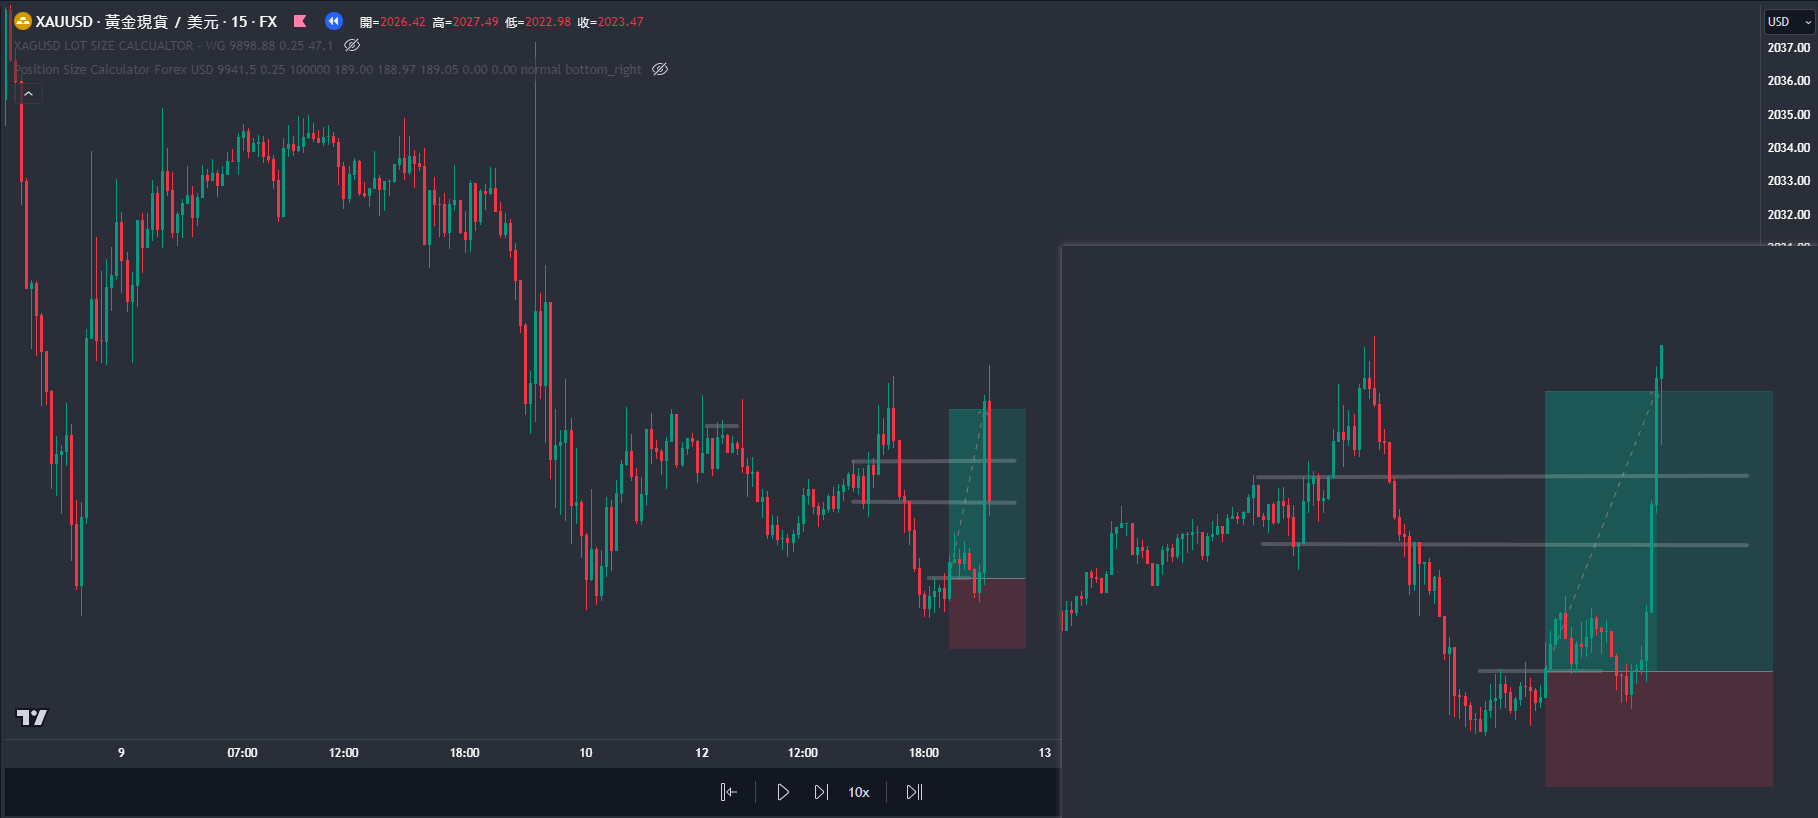 XAUUSD · 黃金現貨 / 美元 · 15 · FX 開=2026.42 高=2027.49 低=2022.98 收=2023.47
XAGUSD LOT SIZE CALCUALTOR - WG 9898.88 0.25 47.1
Position Size Calculator Forex USD 9941.5 0.25 100000 189.00 188.97 189.05 0.00 0.00 normal bottom_right
USD
2037.00
2036.00
2035.00
2034.00
2033.00
2032.00
9 07:00 12:00 18:00 10 12 12:00 18:00 13
10x